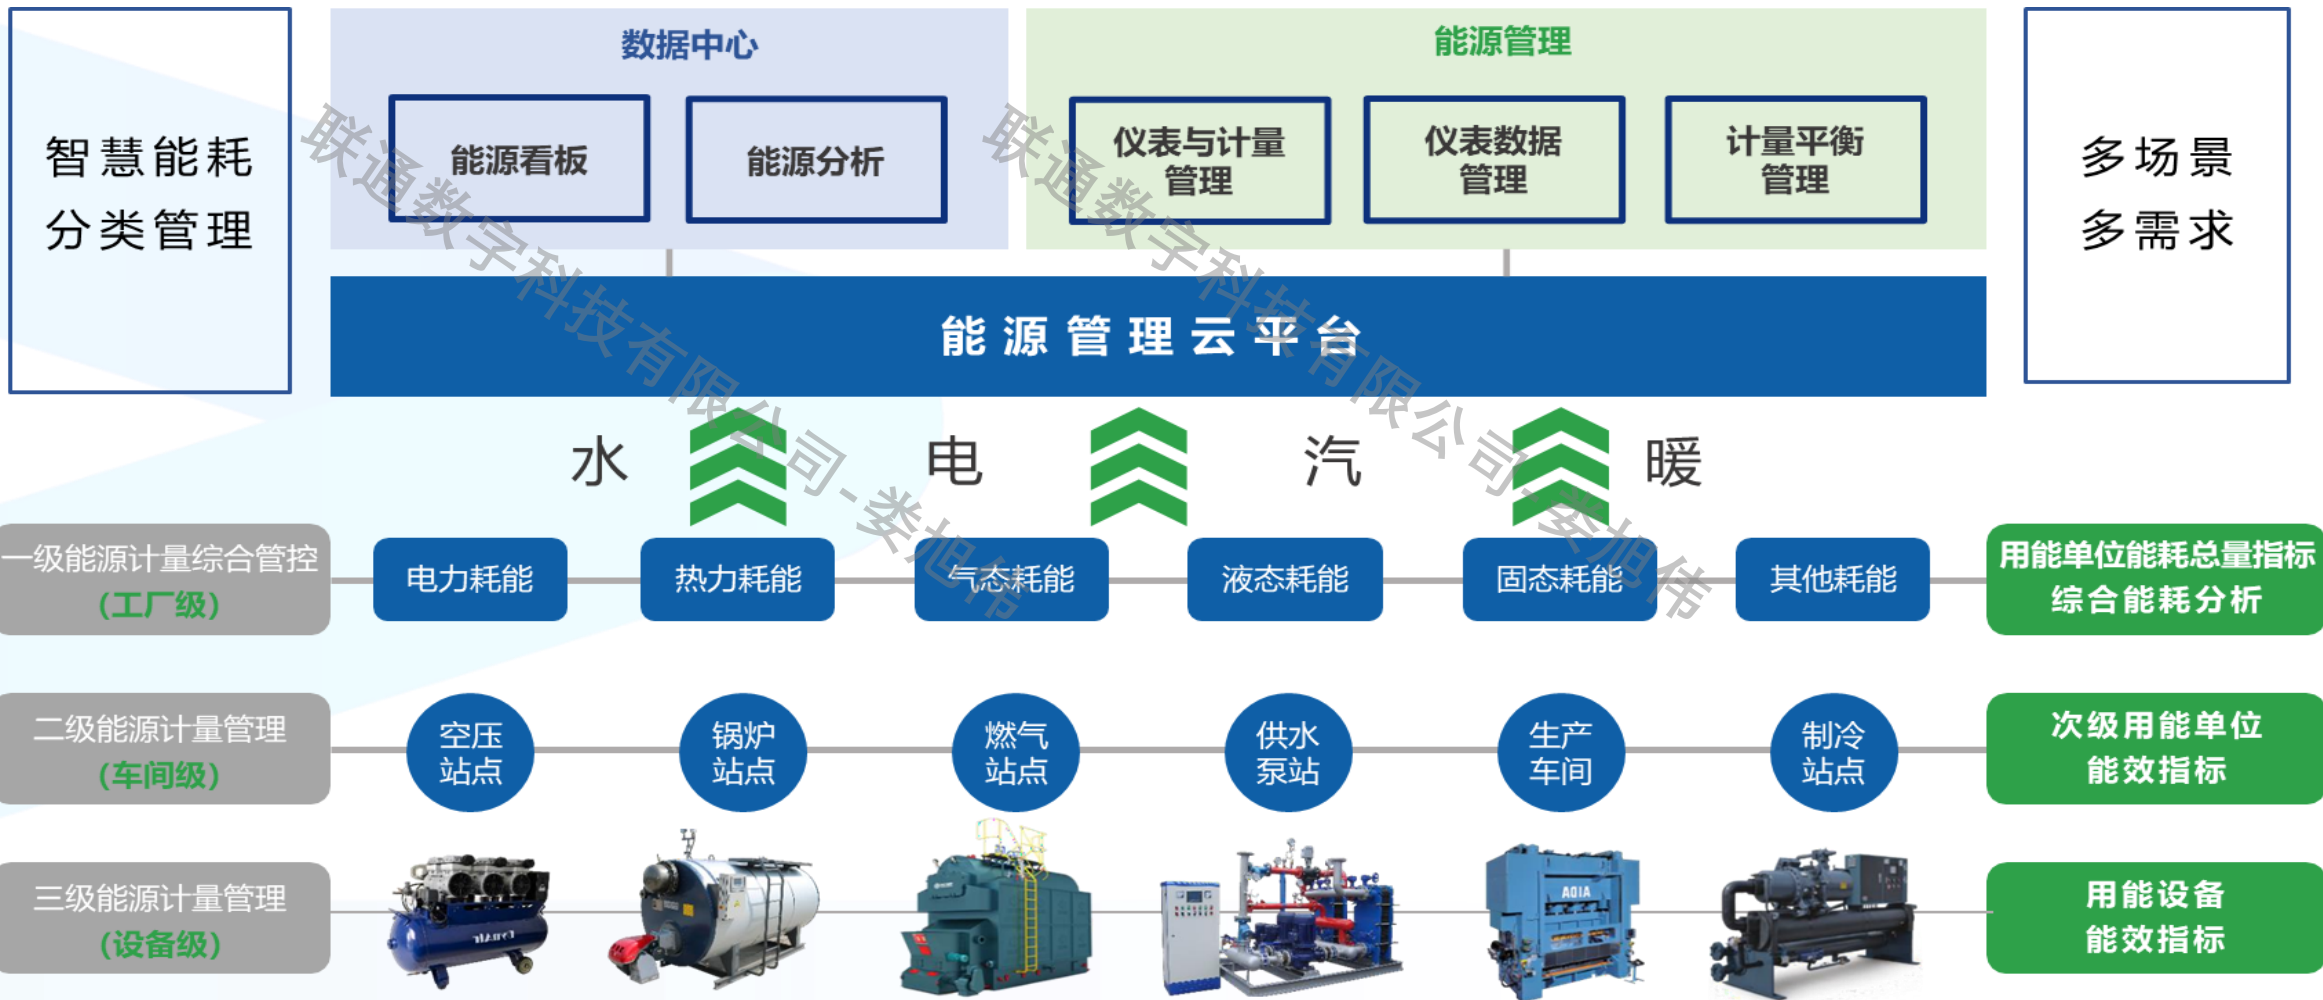 智慧能耗
分类管理
数据中心
能源看板
能源分析
能源管理
仪表与计量
管理
仪表数据
管理
计量平衡
管理
多场景
多需求
能源管理云平台
水
电
汽
暖
一级能源计量综合管控
(工厂级)
电力耗能
热力耗能
气态耗能
液态耗能
固态耗能
其他耗能
用能单位能耗总量指标
综合能耗分析
二级能源计量管理
(车间级)
空压
站点
锅炉
站点
燃气
站点
供水
泵站
生产
车间
制冷
站点
次级用能单位
能效指标
三级能源计量管理
(设备级)
AIDA
用能设备
能效指标
联通数字科技有限公司-娄旭伟
联通数字科技有限公司-娄旭伟